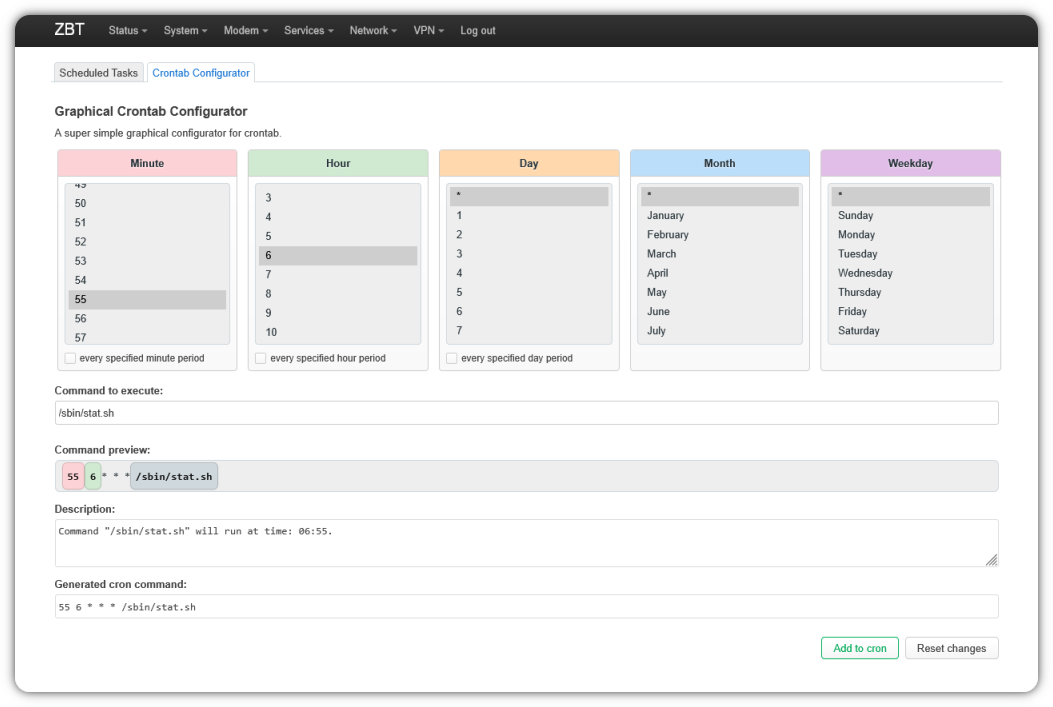 ZBT Status System Modem Services Network VPN Log out
Scheduled Tasks Crontab Configurator
Graphical Crontab Configurator
A super simple graphical configurator for crontab.
Minute
49
50
51
52
53
54
55
56
57
every specified minute period
Hour
3
4
5
6
7
8
9
10
every specified hour period
Day
*
1
2
3
4
5
6
7
every specified day period
Month
*
January
February
March
April
May
June
July
Weekday
*
Sunday
Monday
Tuesday
Wednesday
Thursday
Friday
Saturday
Command to execute:
/sbin/stat.sh
Command preview:
55 6 * * * /sbin/stat.sh
Description:
Command "/sbin/stat.sh" will run at time: 06:55.
Generated cron command:
55 6 * * * /sbin/stat.sh
Add to cron Reset changes